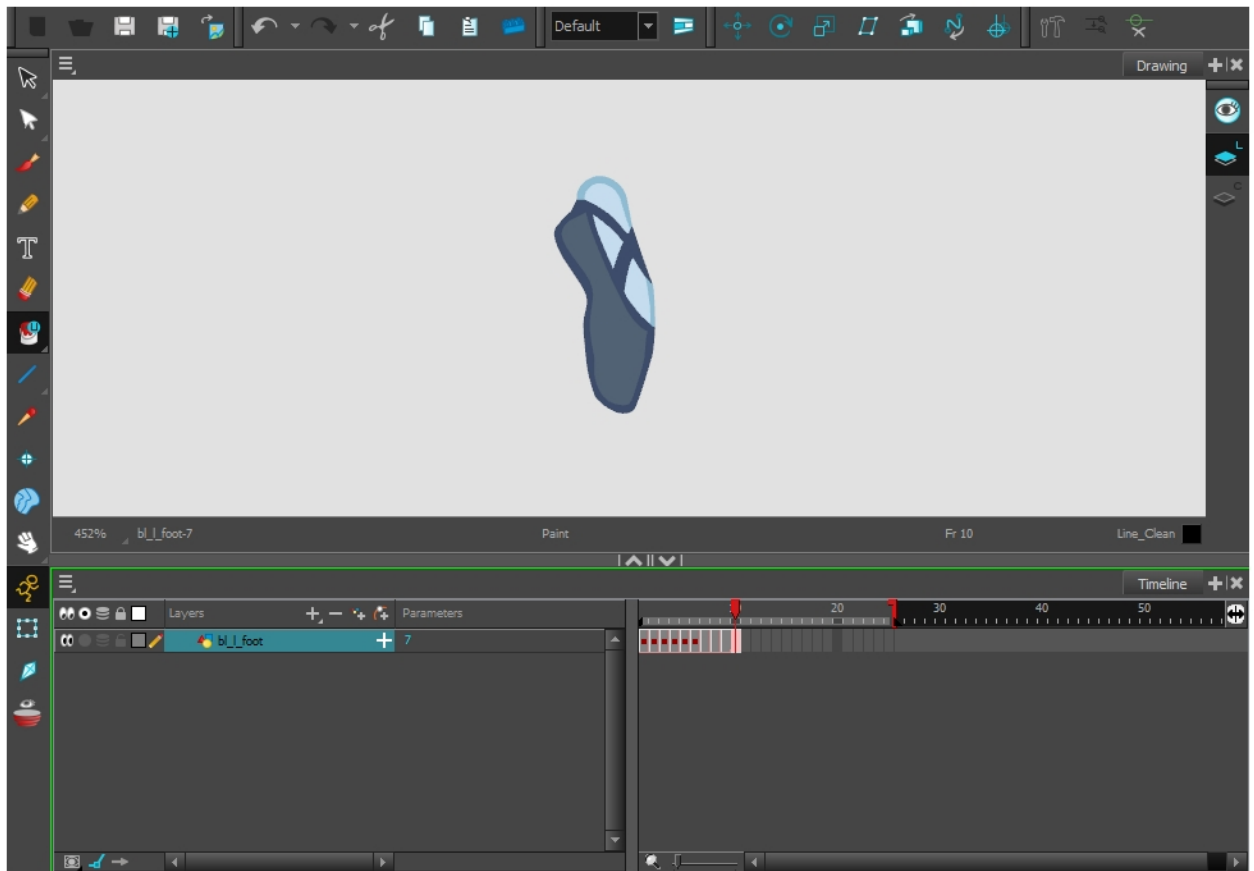 Default
Drawing
L
C
T
452% bl_l_foot-7 Paint Fr 10 Line_Clean
Timeline
Layers Parameters
20 30 40 50
bl_l_foot 7